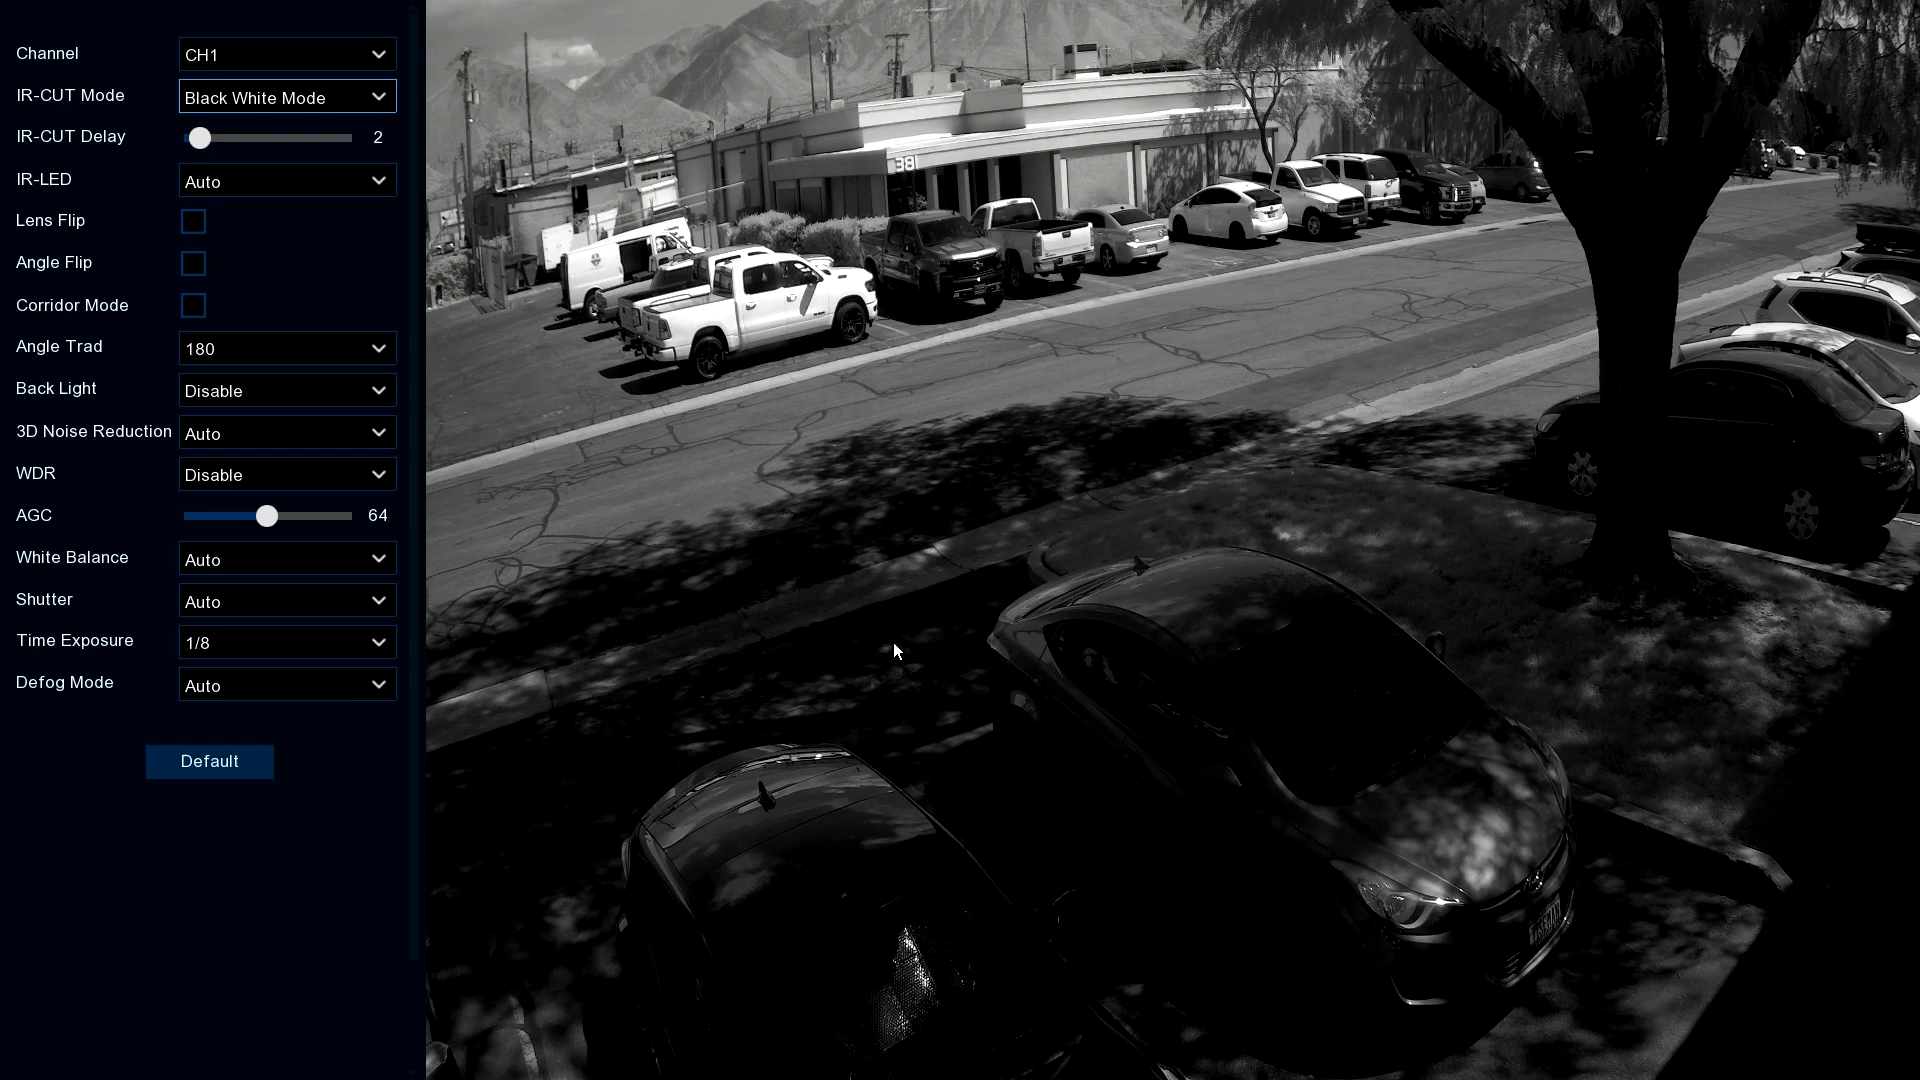 Channel CH1
IR-CUT Mode Black White Mode
IR-CUT Delay 2
IR-LED Auto
Lens Flip
Angle Flip
Corridor Mode
Angle Trad 180
Back Light Disable
3D Noise Reduction Auto
WDR Disable
AGC 64
White Balance Auto
Shutter Auto
Time Exposure 1/8
Defog Mode Auto
Default
381